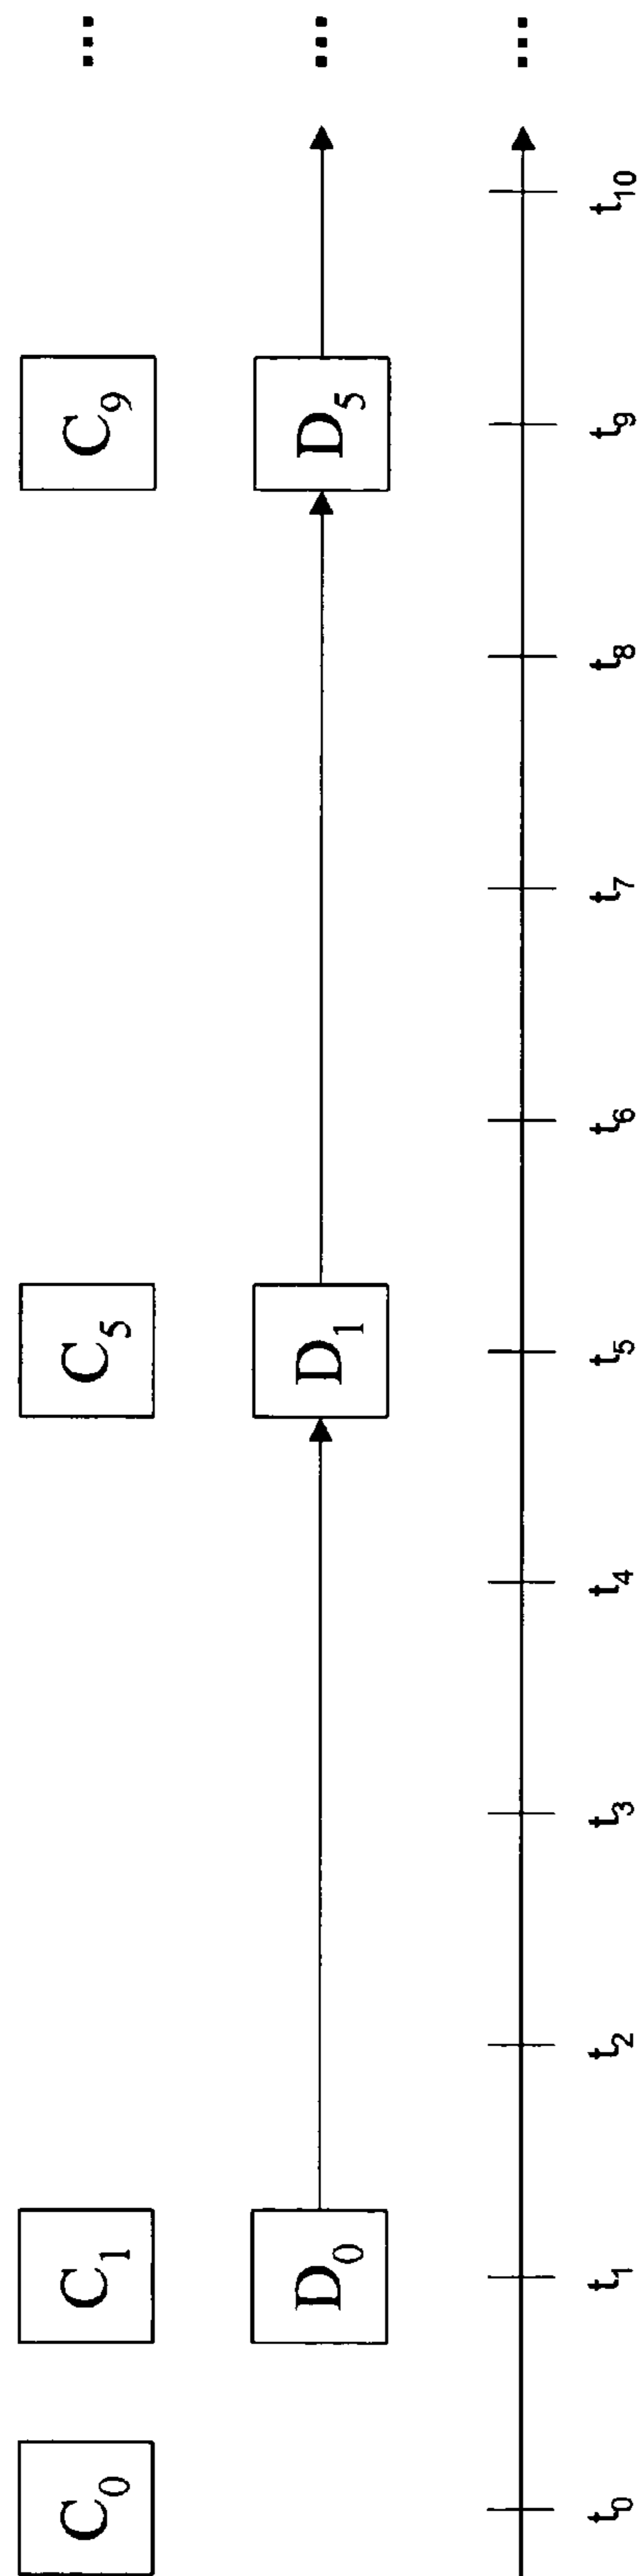 C₀ C₁ C₅ C₉ ...
D₀ D₁ D₅ ...
...
t₀ t₁ t₂ t₃ t₄ t₅ t₆ t₇ t₈ t₉ t₁₀